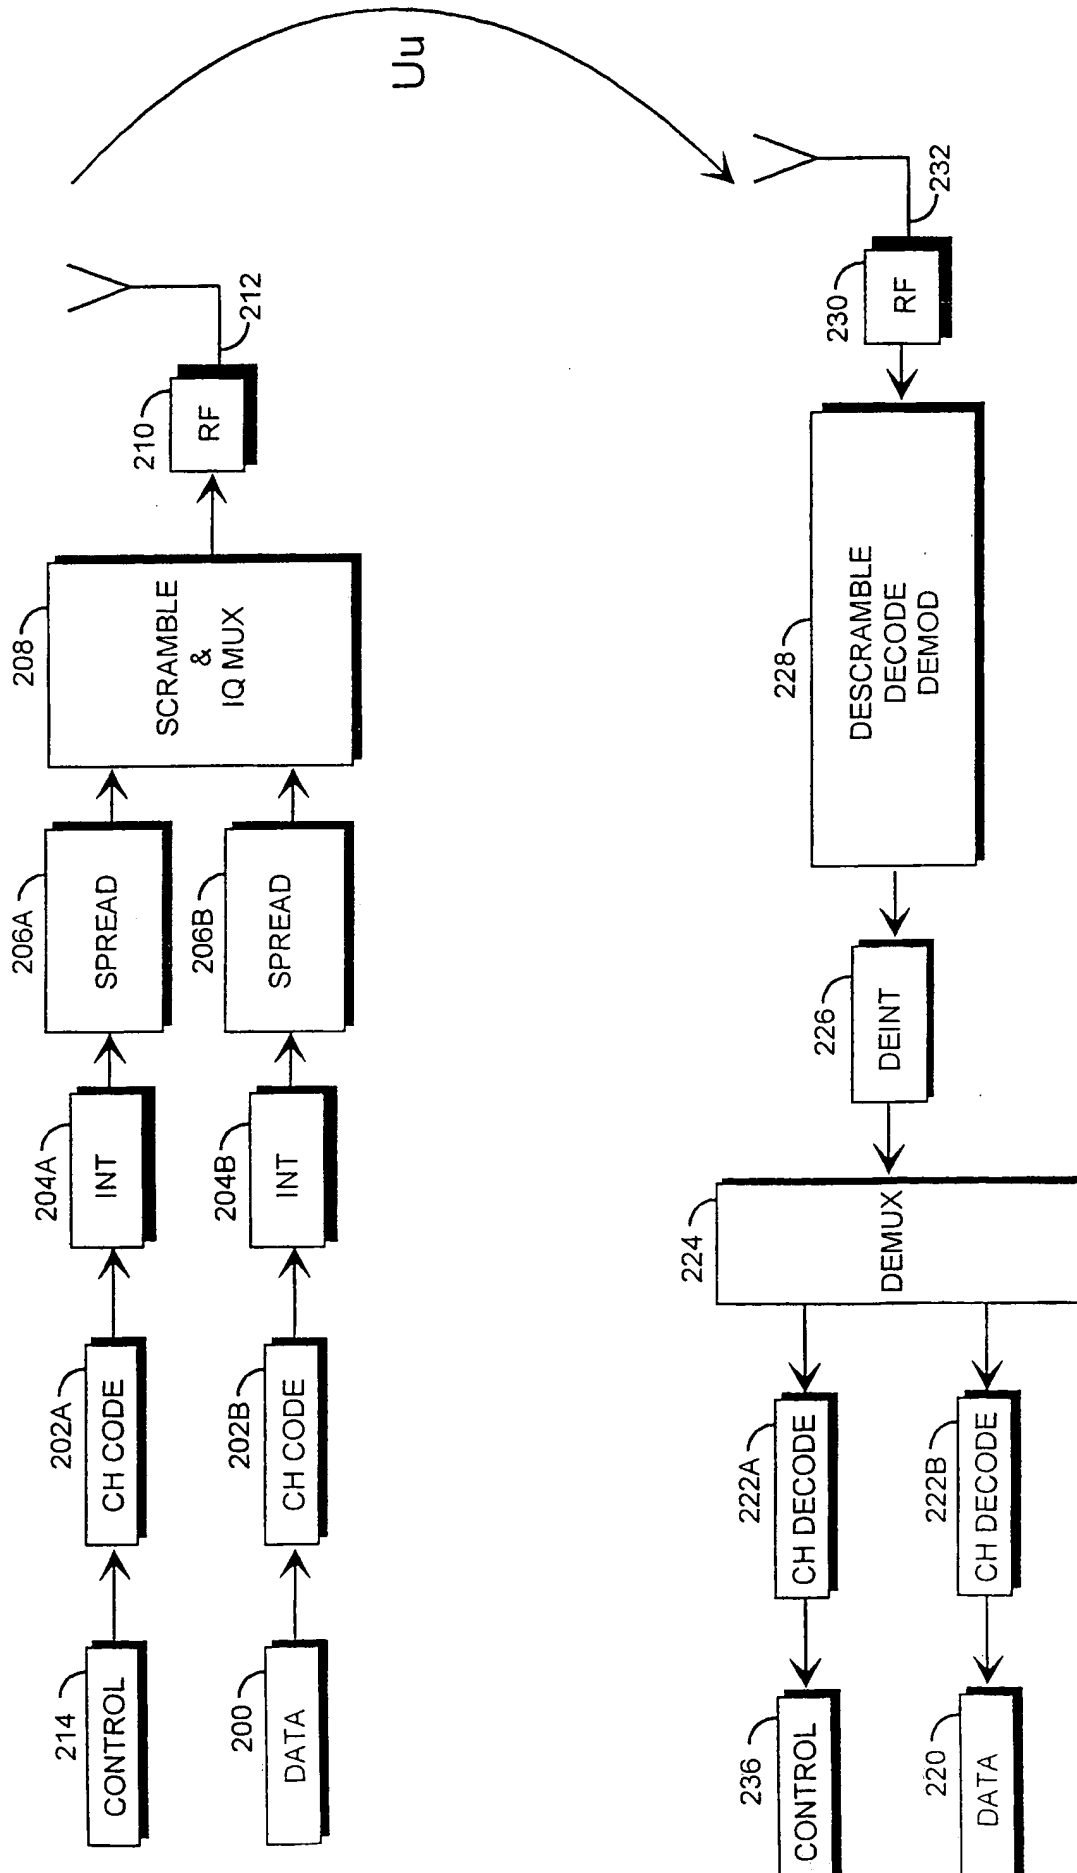 214
CONTROL
202A
CH CODE
204A
INT
206A
SPREAD
208
SCRAMBLE
&
IQ MUX
210
RF
212
200
DATA
202B
CH CODE
204B
INT
206B
SPREAD
Uu
236
CONTROL
222A
CH DECODE
224
DEMUX
226
DEINT
228
DESCRAMBLE
DECODE
DEMOD
230
RF
232
220
DATA
222B
CH DECODE